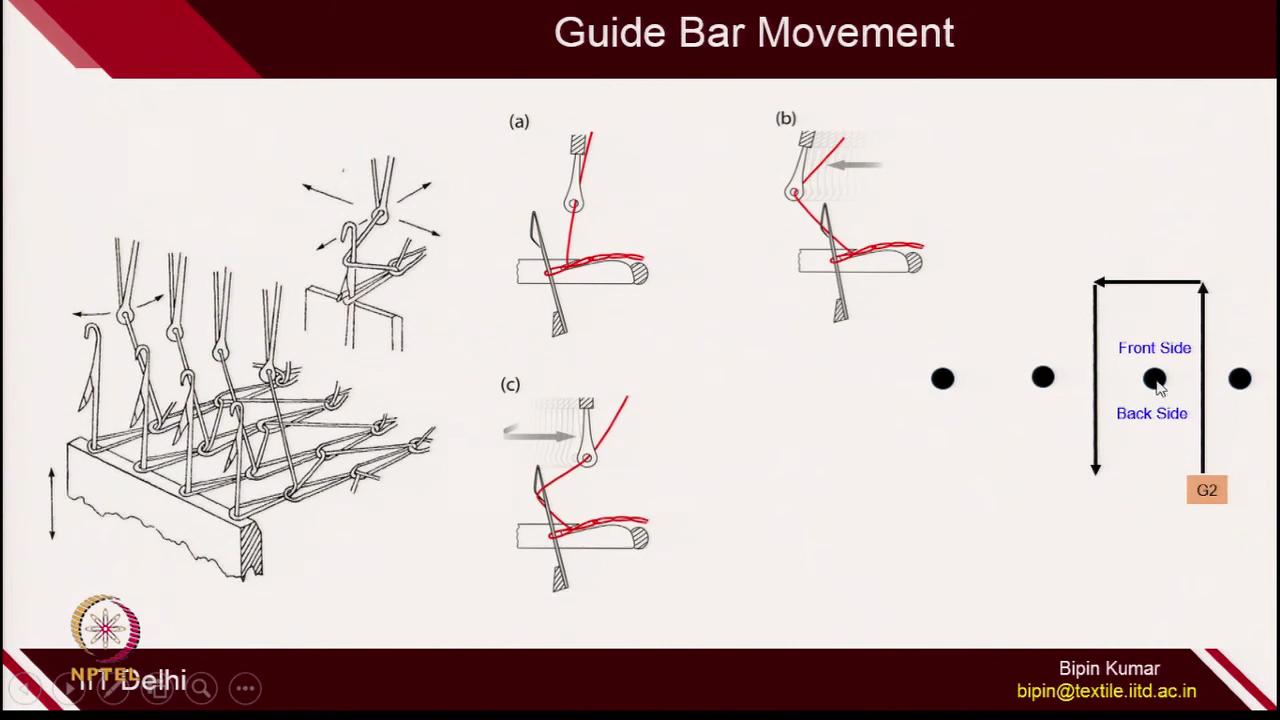 Guide Bar Movement
(a)
(b)
(c)
Front Side
Back Side
G2
NPTEL
IIT Delhi
Bipin Kumar
bipin@textile.iitd.ac.in